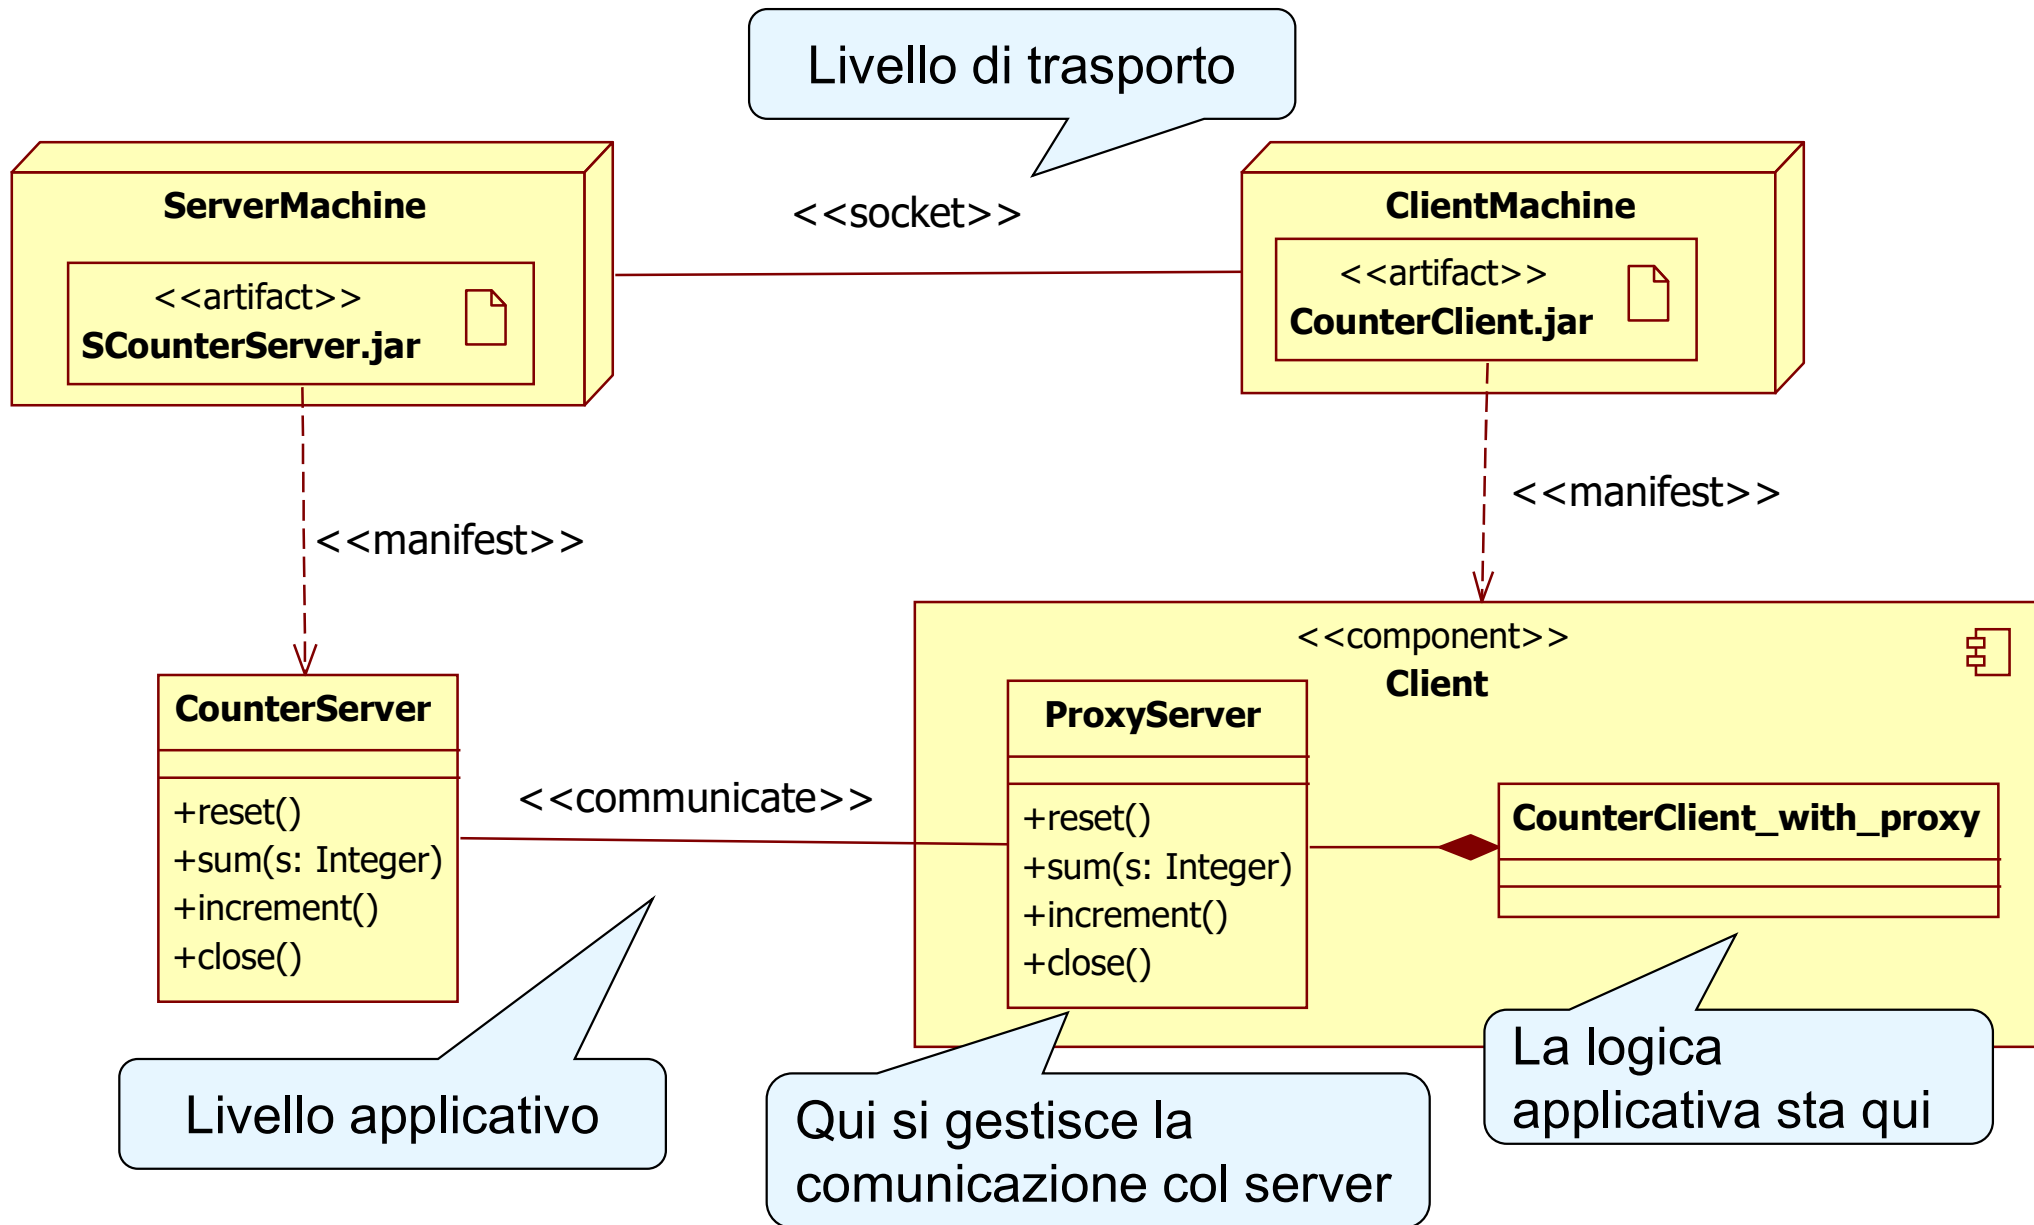 Livello di trasporto
ServerMachine
<<artifact>>
SCounterServer.jar
<<socket>>
ClientMachine
<<artifact>>
CounterClient.jar
<<manifest>>
<<manifest>>
CounterServer
+reset()
+sum(s: Integer)
+increment()
+close()
<<communicate>>
<<component>>
Client
ProxyServer
+reset()
+sum(s: Integer)
+increment()
+close()
CounterClient_with_proxy
Livello applicativo
Qui si gestisce la
comunicazione col server
La logica
applicativa sta qui